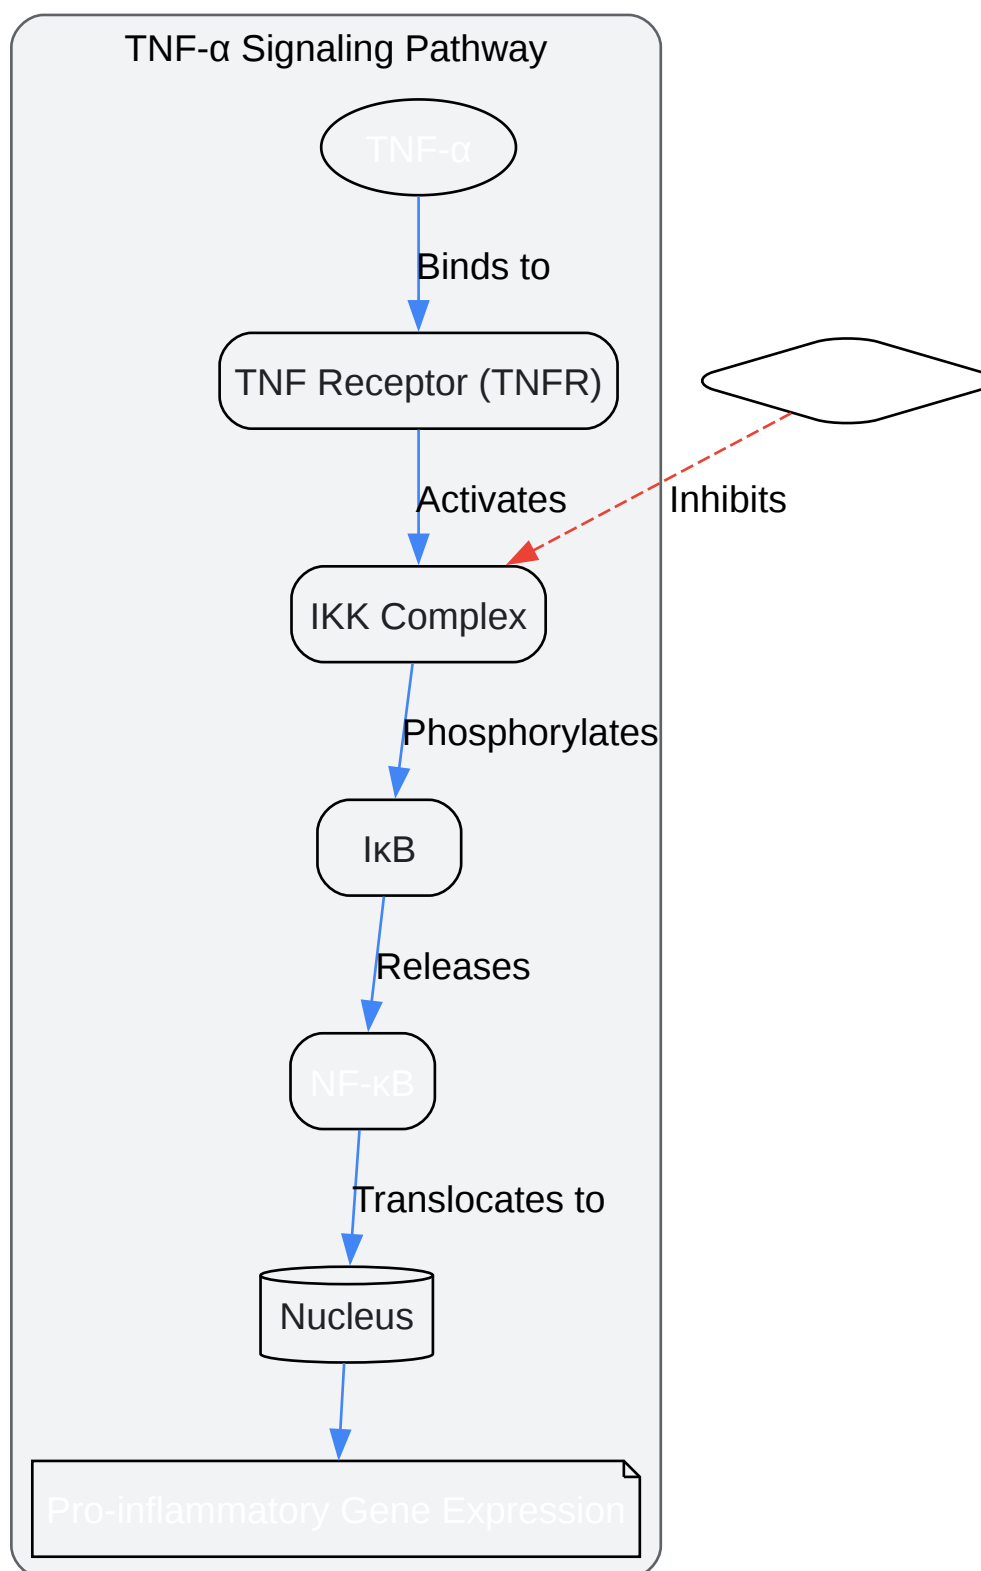 TNF-α Signaling Pathway
TNF-α
Binds to
TNF Receptor (TNFR)
Activates
Inhibits
IKK Complex
Phosphorylates
IκB
Releases
NF-κB
Translocates to
Nucleus
Pro-inflammatory Gene Expression